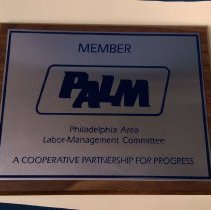 MEMBER
PALM
Philadelphia Area
Labor-Management Committee
A COOPERATIVE PARTNERSHIP FOR PROGRESS